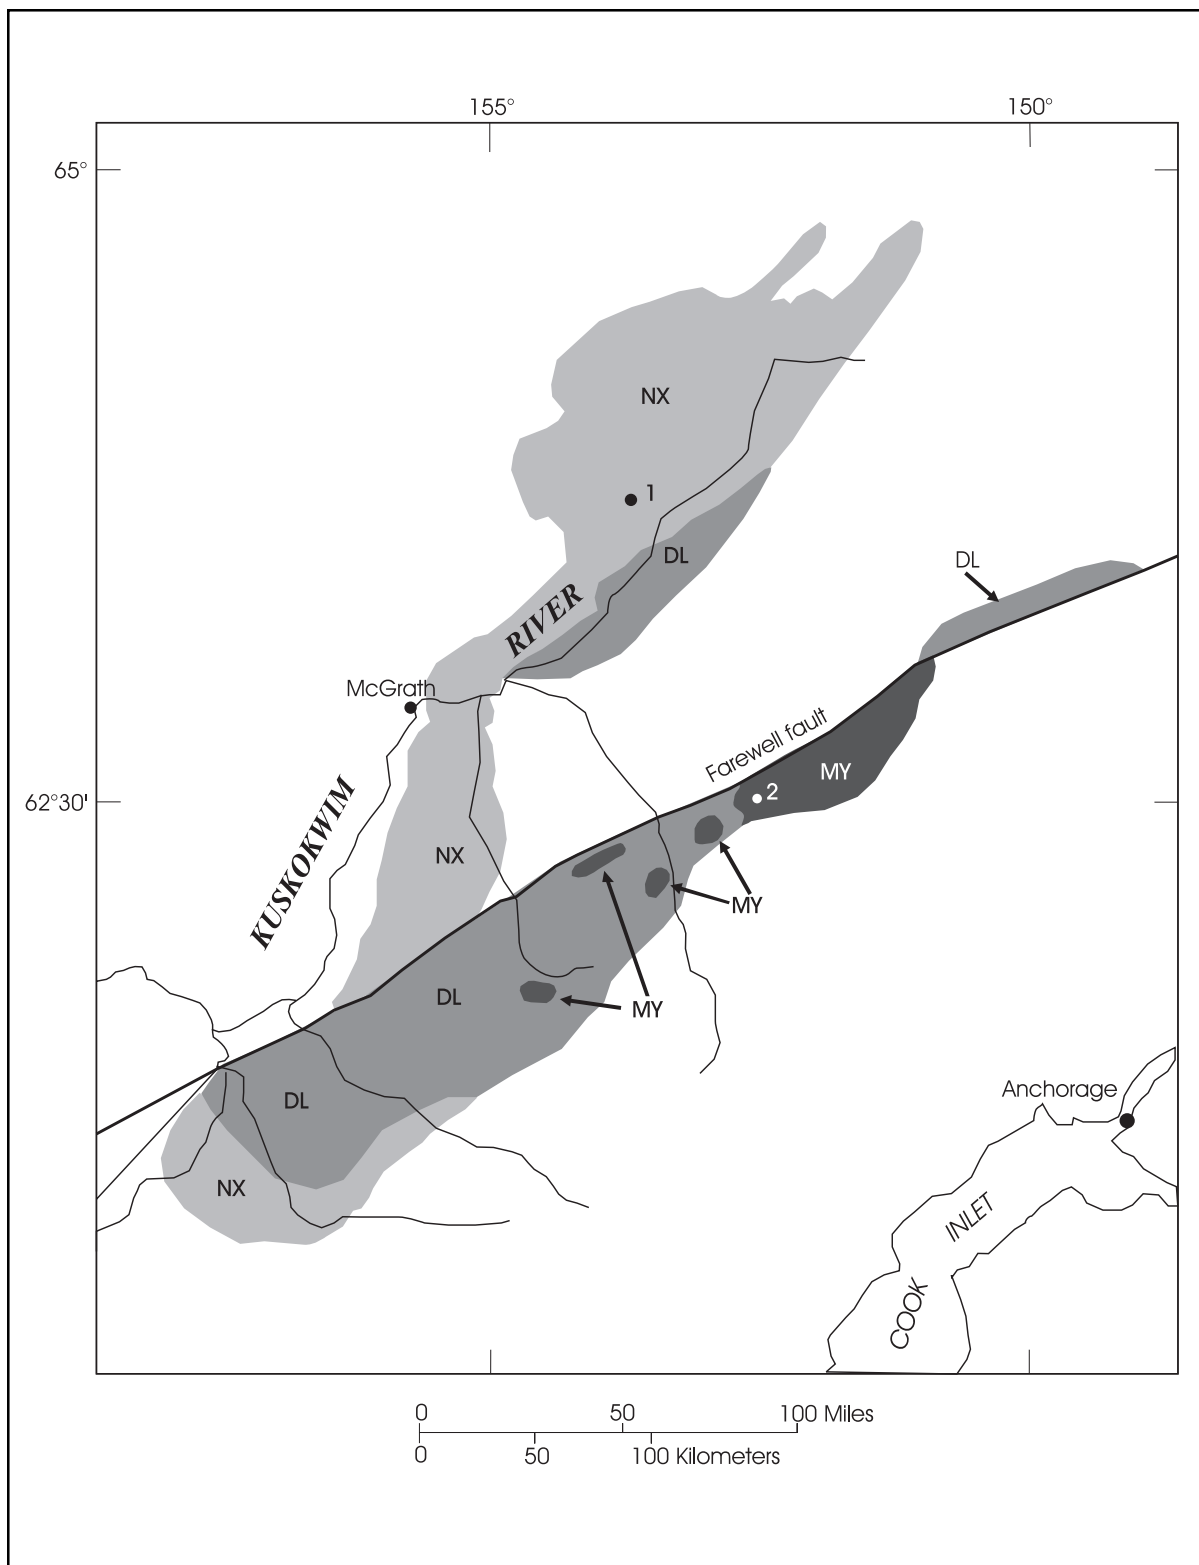 155°
150°
65°
NX
1
DL
DL
RIVER
McGrath
Farewell fault
MY
2
62°30'
KUSKOKWIM
NX
MY
DL
MY
DL
Anchorage
NX
INLET
COOK
0 50 100 Miles
0 50 100 Kilometers